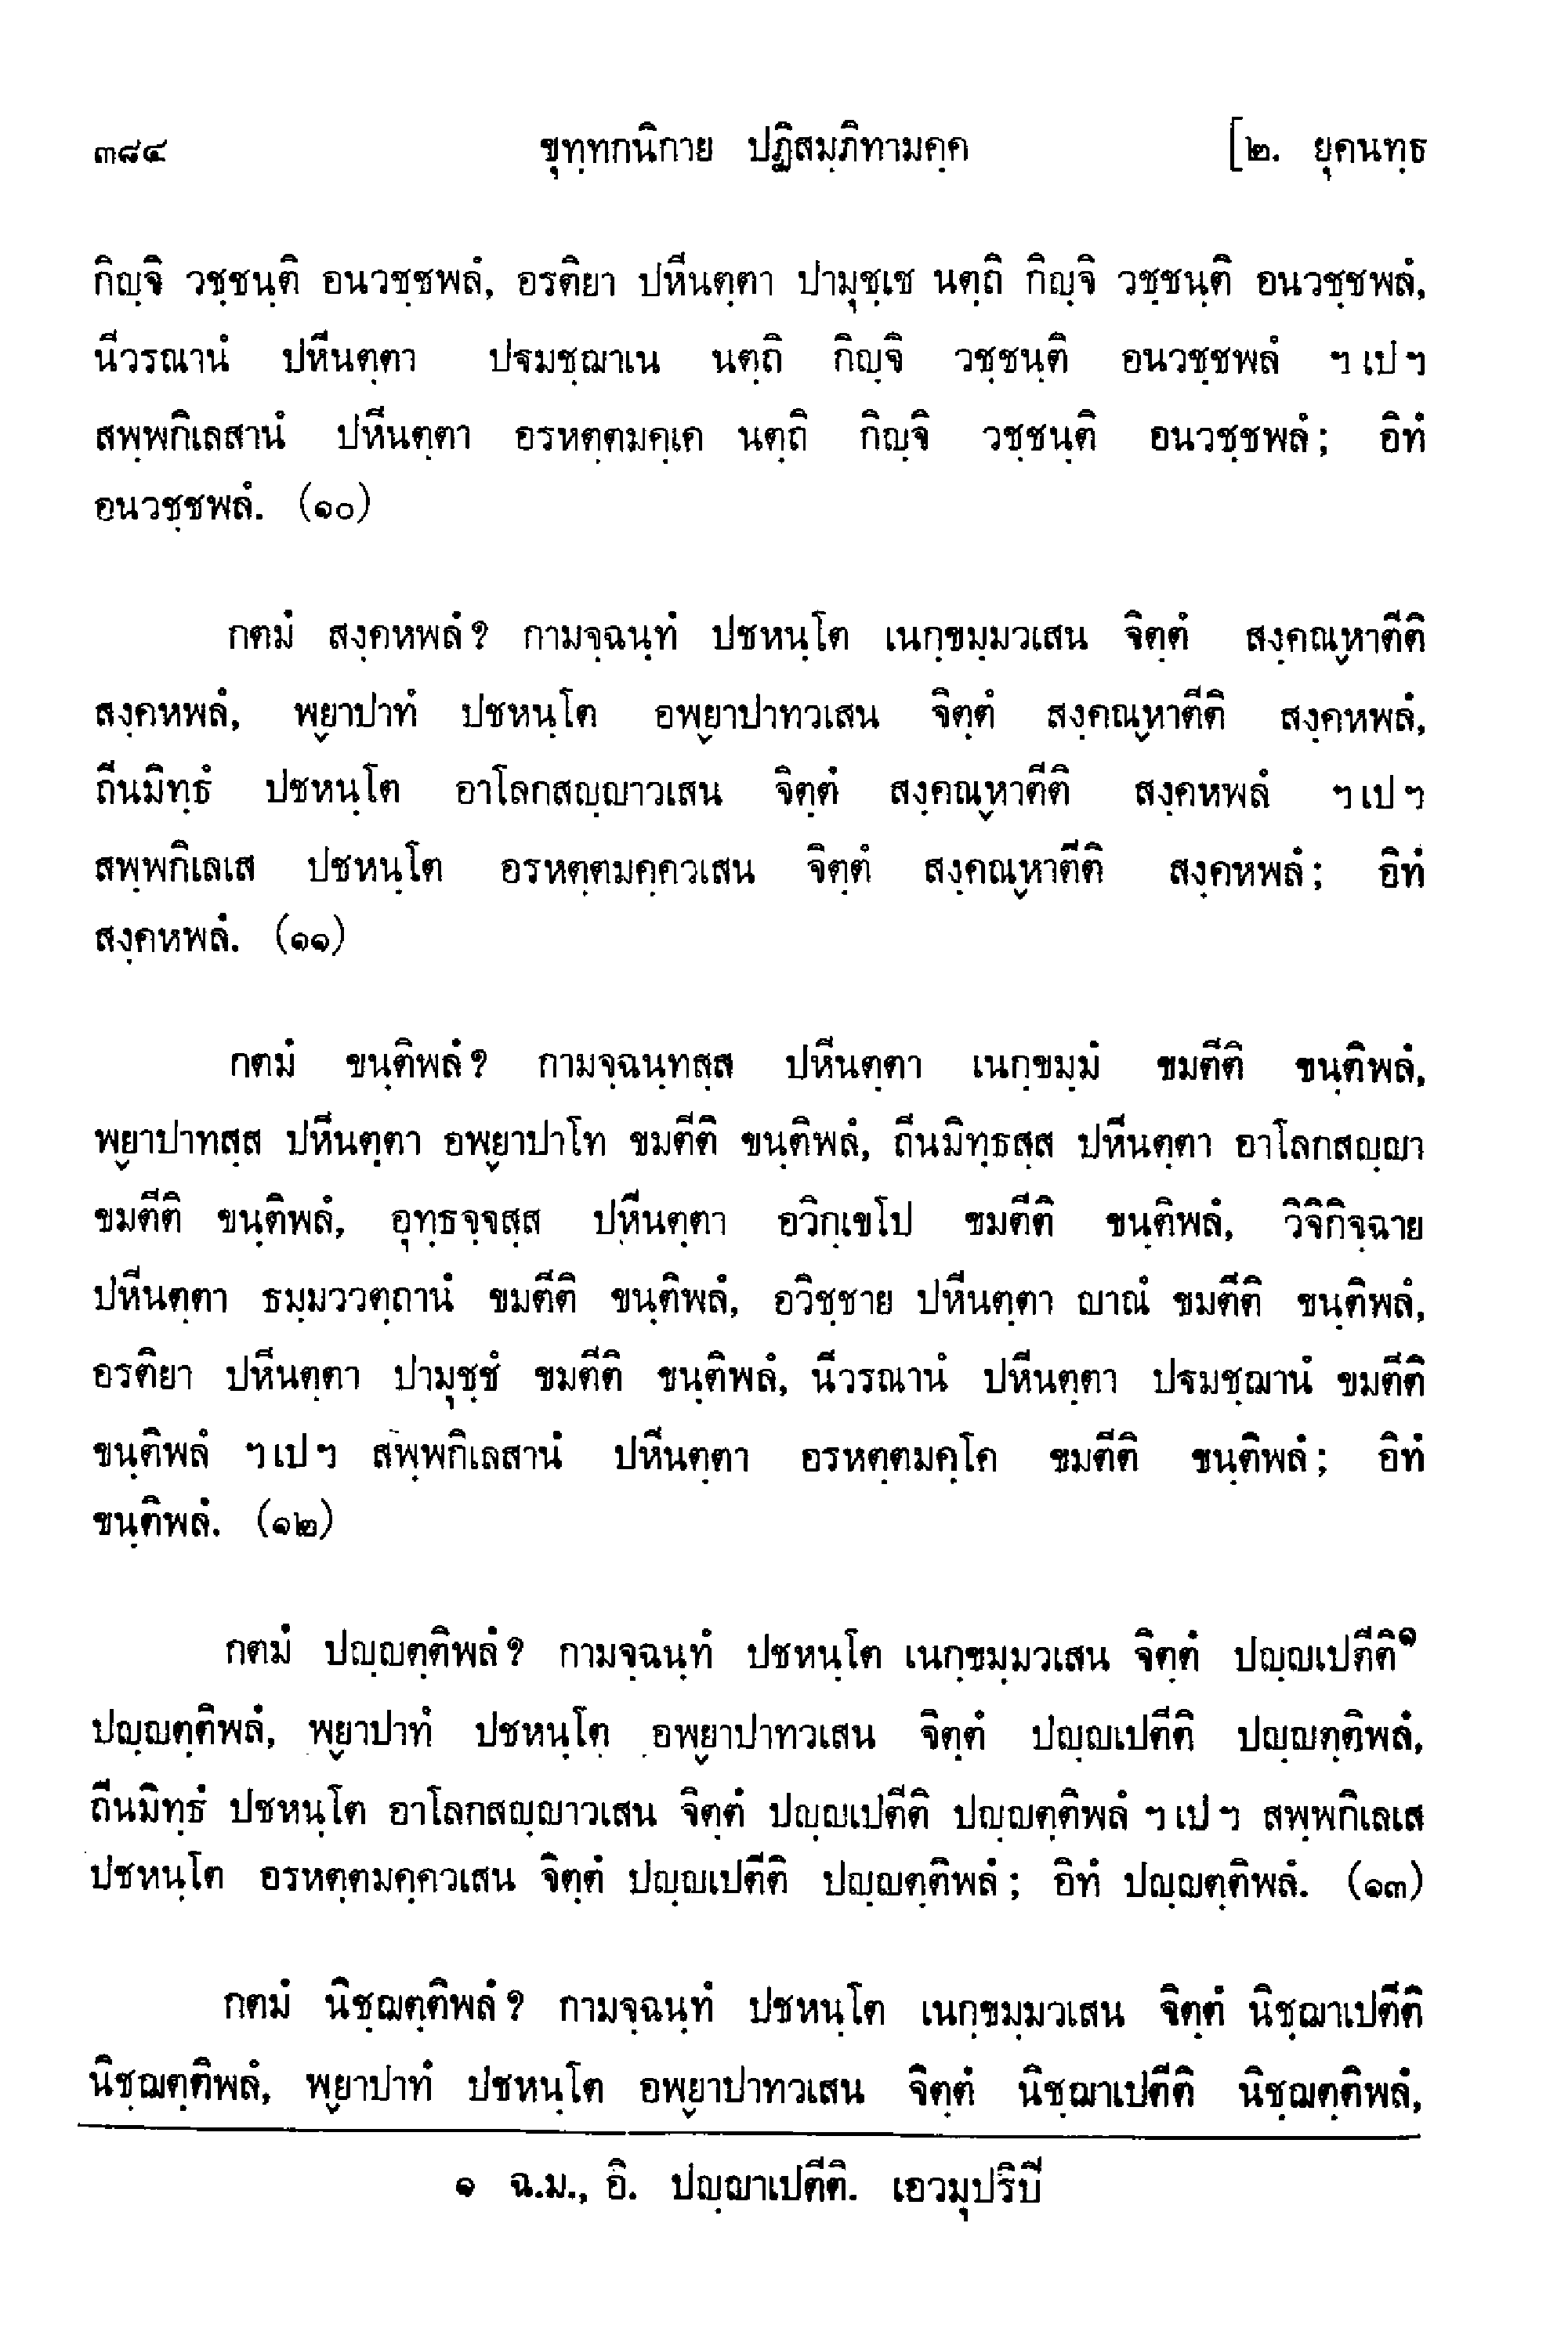 ๓๘๔ ขุทฺทกนิกาย ปฏิสมฺภิทามคฺค [๒. ยุคนทฺธ
กิญฺจิ วชฺชนฺติ อนวชฺชพลํ, อรติยา ปหีนตฺตา ปามุชฺเช นตฺถิ กิญฺจิ วชฺชนฺติ อนวชฺชพลํ,
นีวรณานํ ปหีนตฺตา ปฐมชฺฌาเน นตฺถิ กิญฺจิ วชฺชนฺติ อนวชฺชพลํ ฯ เป ฯ
สพฺพกิเลสานํ ปหีนตฺตา อรหตฺตมคฺเค นตฺถิ กิญฺจิ วชฺชนฺติ อนวชฺชพลํ; อิทํ
อนวชฺชพลํ. (๑๐)
กตมํ สงฺคหพลํ? กามจฺฉนฺทํ ปชหนฺโต เนกฺขมฺมวเสน จิตฺตํ สงฺคณฺหาตีติ
สงฺคหพลํ, พฺยาปาทํ ปชหนฺโต อพฺยาปาทวเสน จิตฺตํ สงฺคณฺหาตีติ สงฺคหพลํ,
ถีนมิทฺธํ ปชหนฺโต อาโลกสญฺญาวเสน จิตฺตํ สงฺคณฺหาตีติ สงฺคหพลํ ฯ เป ฯ
สพฺพกิเลเส ปชหนฺโต อรหตฺตมคฺควเสน จิตฺตํ สงฺคณฺหาตีติ สงฺคหพลํ; อิทํ
สงฺคหพลํ. (๑๑)
กตมํ ขนฺติพลํ? กามจฺฉนฺทสฺส ปหีนตฺตา เนกฺขมฺมํ ขมตีติ ขนฺติพลํ,
พฺยาปาทสฺส ปหีนตฺตา อพฺยาปาโท ขมตีติ ขนฺติพลํ, ถีนมิทฺธสฺส ปหีนตฺตา อาโลกสญฺญา
ขมตีติ ขนฺติพลํ, อุทฺธจฺจสฺส ปหีนตฺตา อวิกฺเขโป ขมตีติ ขนฺติพลํ, วิจิกิจฺฉาย
ปหีนตฺตา ธมฺมววตฺถานํ ขมตีติ ขนฺติพลํ, อวิชฺชาย ปหีนตฺตา ญาณํ ขมตีติ ขนฺติพลํ,
อรติยา ปหีนตฺตา ปามุชฺชํ ขมตีติ ขนฺติพลํ, นีวรณานํ ปหีนตฺตา ปฐมชฺฌานํ ขมตีติ
ขนฺติพลํ ฯ เป ฯ สพฺพกิเลสานํ ปหีนตฺตา อรหตฺตมคฺโค ขมตีติ ขนฺติพลํ; อิทํ
ขนฺติพลํ. (๑๒)
กตมํ ปญฺญตฺติพลํ? กามจฺฉนฺทํ ปชหนฺโต เนกฺขมฺมวเสน จิตฺตํ ปญฺญเปตีติ๑
ปญฺญตฺติพลํ, พฺยาปาทํ ปชหนฺโต อพฺยาปาทวเสน จิตฺตํ ปญฺญเปตีติ ปญฺญตฺติพลํ,
ถีนมิทฺธํ ปชหนฺโต อาโลกสญฺญาวเสน จิตฺตํ ปญฺญเปตีติ ปญฺญตฺติพลํ ฯ เป ฯ สพฺพกิเลเส
ปชหนฺโต อรหตฺตมคฺควเสน จิตฺตํ ปญฺญเปตีติ ปญฺญตฺติพลํ; อิทํ ปญฺญตฺติพลํ. (๑๓)
กตมํ นิชฺฌตฺติพลํ? กามจฺฉนฺทํ ปชหนฺโต เนกฺขมฺมวเสน จิตฺตํ นิชฺฌาเปตีติ
นิชฺฌตฺติพลํ, พฺยาปาทํ ปชหนฺโต อพฺยาปาทวเสน จิตฺตํ นิชฺฌาเปตีติ นิชฺฌตฺติพลํ,
๑ ฉ.ม., อิ. ปญฺญาเปตีติ. เอวมุปริปี